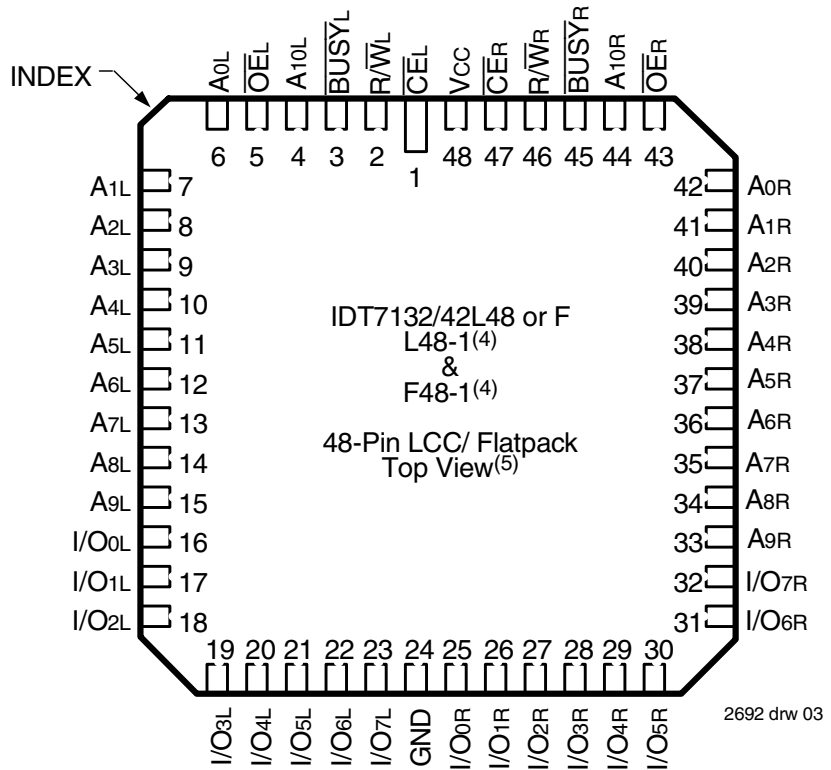 INDEX
A0L
OEL
A10L
BUSYL
R/WL
CEL
VCC
CER
R/WR
BUSYR
A10R
OER
6 5 4 3 2 1 48 47 46 45 44 43
A1L 7
A2L 8
A3L 9
A4L 10
A5L 11
A6L 12
A7L 13
A8L 14
A9L 15
I/O0L 16
I/O1L 17
I/O2L 18
IDT7132/42L48 or F
L48-1(4)
&
F48-1(4)
48-Pin LCC/ Flatpack
Top View(5)
42 A0R
41 A1R
40 A2R
39 A3R
38 A4R
37 A5R
36 A6R
35 A7R
34 A8R
33 A9R
32 I/O7R
31 I/O6R
19 20 21 22 23 24 25 26 27 28 29 30
I/O3L
I/O4L
I/O5L
I/O6L
I/O7L
GND
I/O0R
I/O1R
I/O2R
I/O3R
I/O4R
I/O5R
2692 drw 03